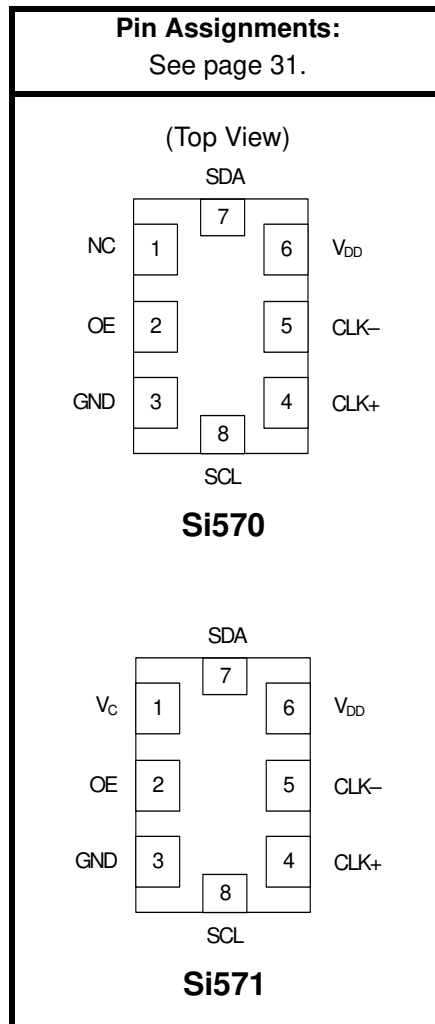 Pin Assignments:
See page 31.
(Top View)
SDA
7
NC 1 6 VDD
OE 2 5 CLK–
GND 3 4 CLK+
8
SCL
Si570
SDA
7
VC 1 6 VDD
OE 2 5 CLK–
GND 3 4 CLK+
8
SCL
Si571